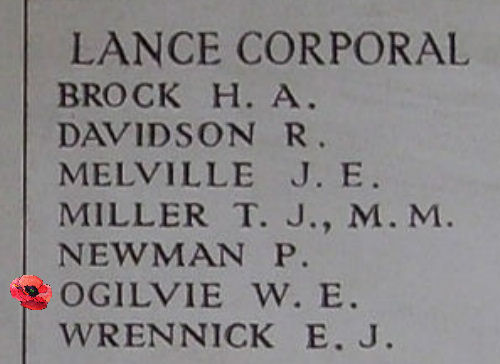 LANCE CORPORAL
BROCK H. A.
DAVIDSON R.
MELVILLE J. E.
MILLER T. J., M. M.
NEWMAN P.
OGILVIE W. E.
WRENNICK E. J.